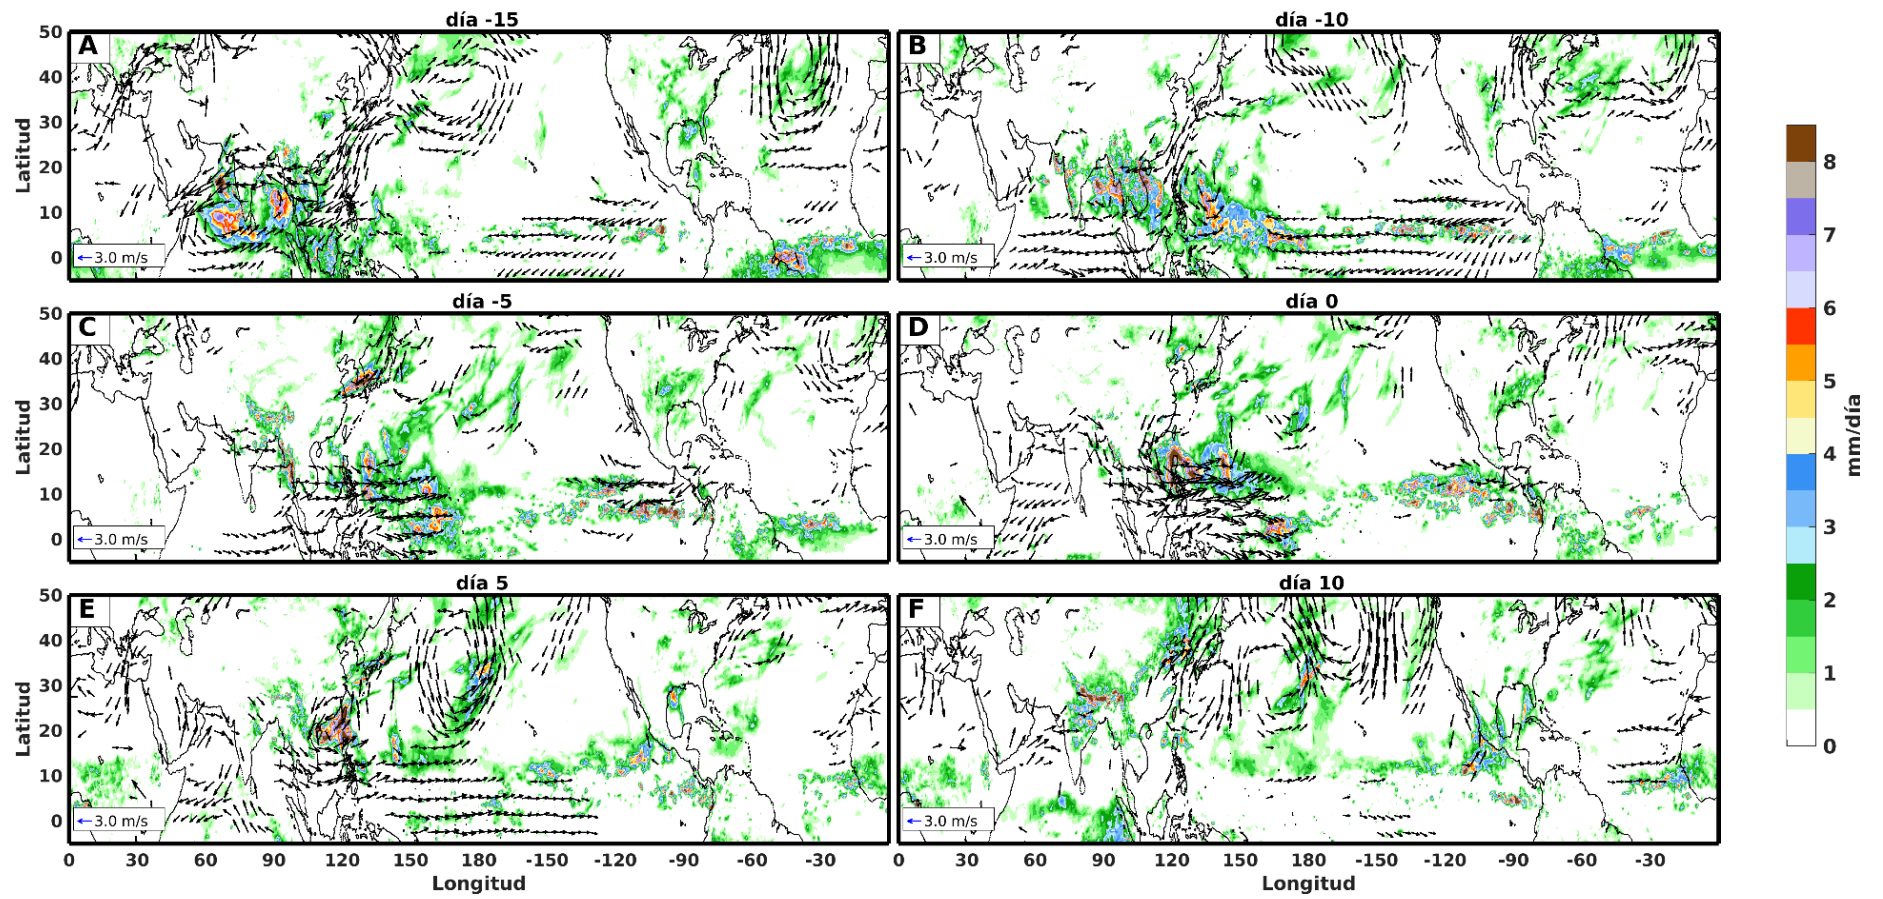 día -15
día -10
A
B
50
40
30
20
10
0
Latitud
3.0 m/s
3.0 m/s
día -5
día 0
C
D
50
40
30
20
10
0
Latitud
3.0 m/s
3.0 m/s
día 5
día 10
E
F
50
40
30
20
10
0
Latitud
3.0 m/s
3.0 m/s
0 30 60 90 120 150 180 -150 -120 -90 -60 -30
0 30 60 90 120 150 180 -150 -120 -90 -60 -30
Longitud
Longitud
8
7
6
5
4
3
2
1
0
mm/día